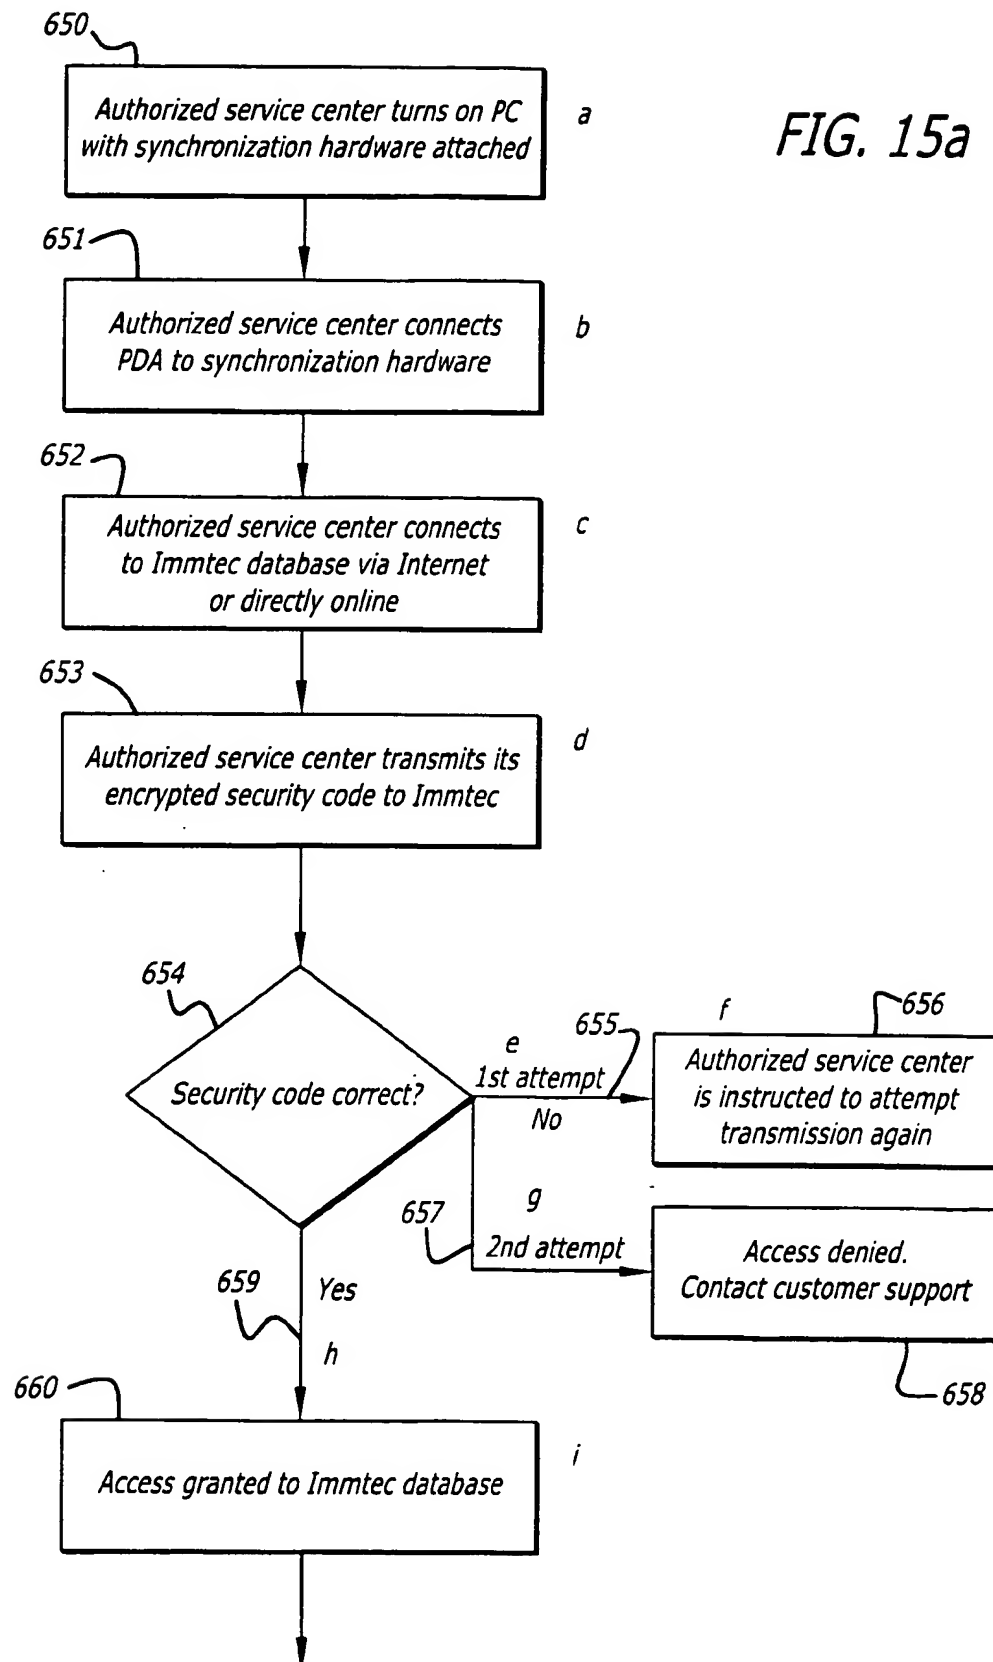 650
Authorized service center turns on PC
with synchronization hardware attached
a
FIG. 15a
651
Authorized service center connects
PDA to synchronization hardware
b
652
Authorized service center connects
to Immtec database via Internet
or directly online
c
653
Authorized service center transmits its
encrypted security code to Immtec
d
654
Security code correct?
e
1st attempt
No
655
f
656
Authorized service center
is instructed to attempt
transmission again
657
g
2nd attempt
Access denied.
Contact customer support
658
659
Yes
h
660
Access granted to Immtec database
i